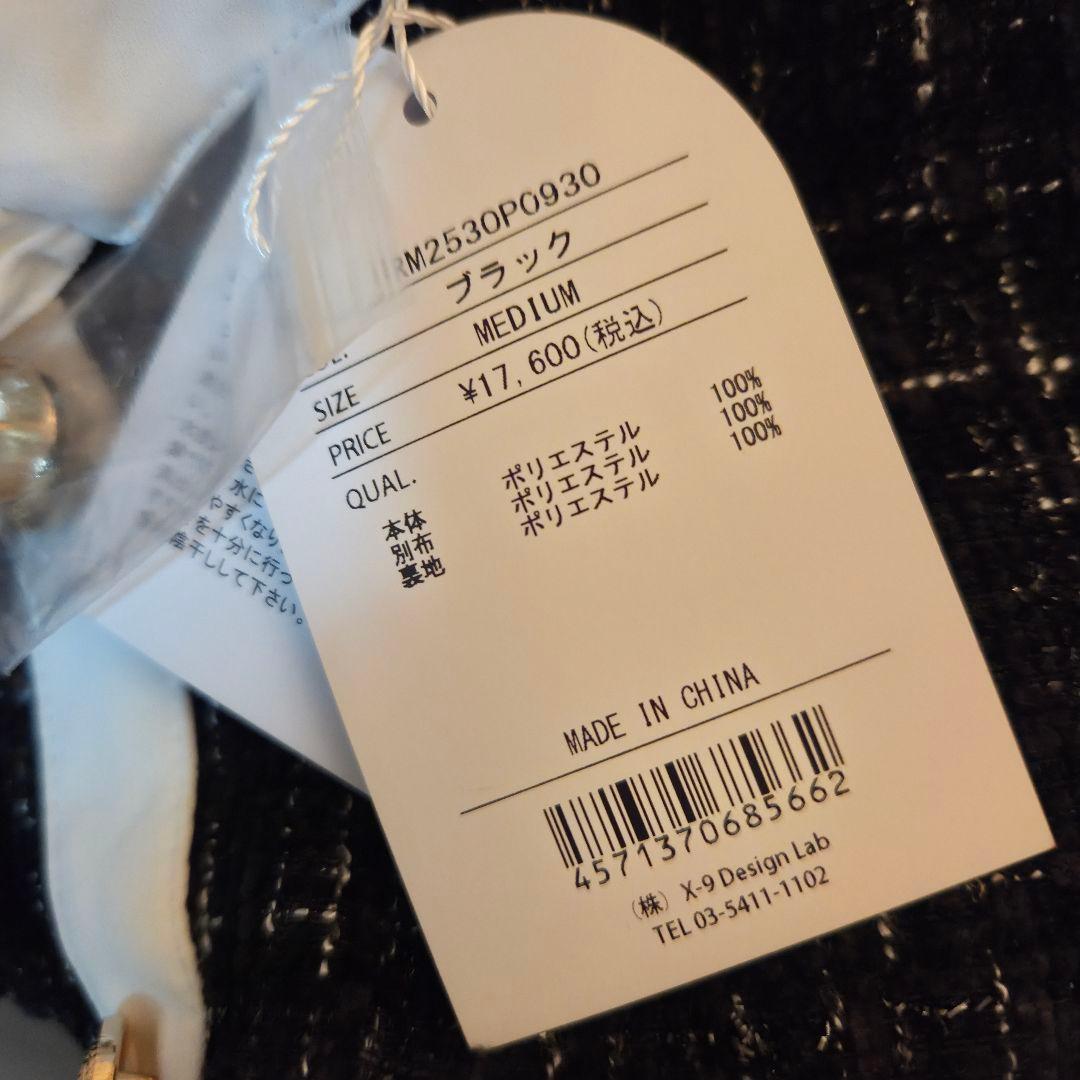 RM2530P0930
ブラック
SIZE MEDIUM
PRICE ¥17,600(税込)
QUAL.
本体 ポリエステル 100%
別布 ポリエステル 100%
裏地 ポリエステル 100%
MADE IN CHINA
4571370685662
(株) X-9 Design Lab
TEL 03-5411-1102
水に
やすくなり
を十分に行っ
陰干しして下さい。